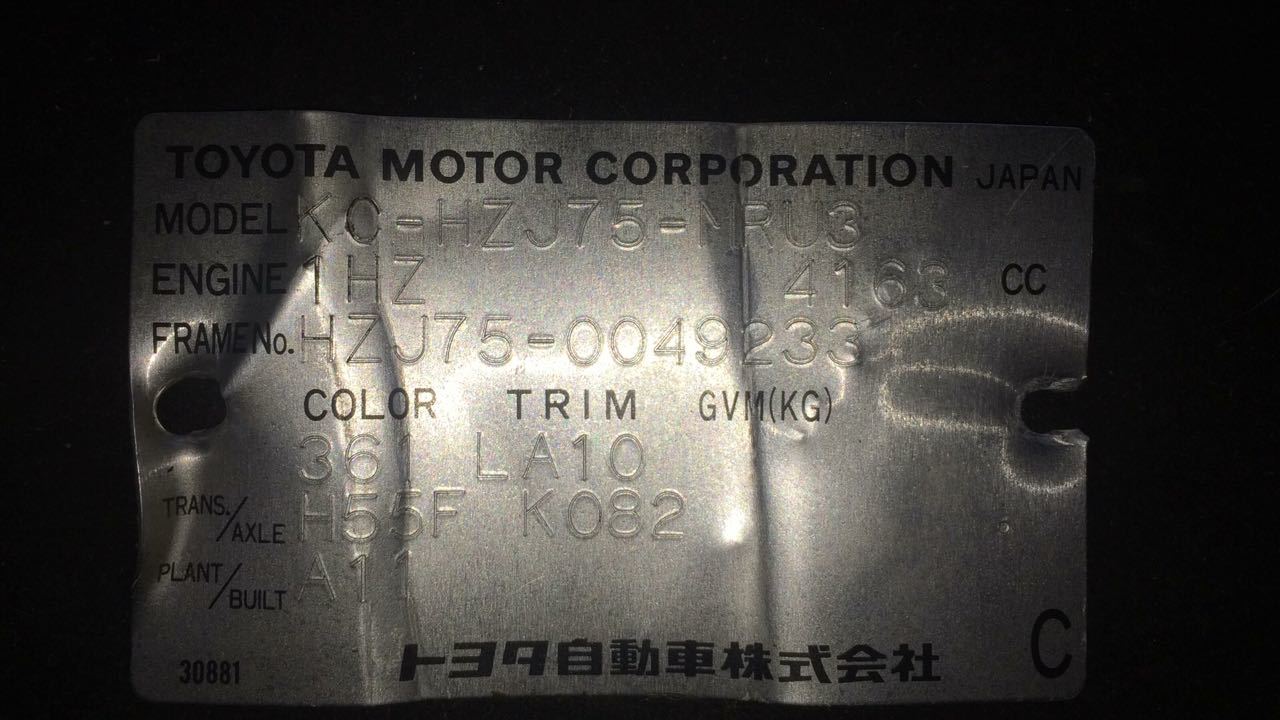 TOYOTA MOTOR CORPORATION JAPAN
MODEL KC-HZJ75-NRU3
ENGINE 1HZ 4163 CC
FRAME No. HZJ75-0049233
COLOR TRIM GVM(KG)
361 LA10
TRANS./AXLE H55F K082
PLANT/BUILT A11
30881 トヨタ自動車株式会社 C